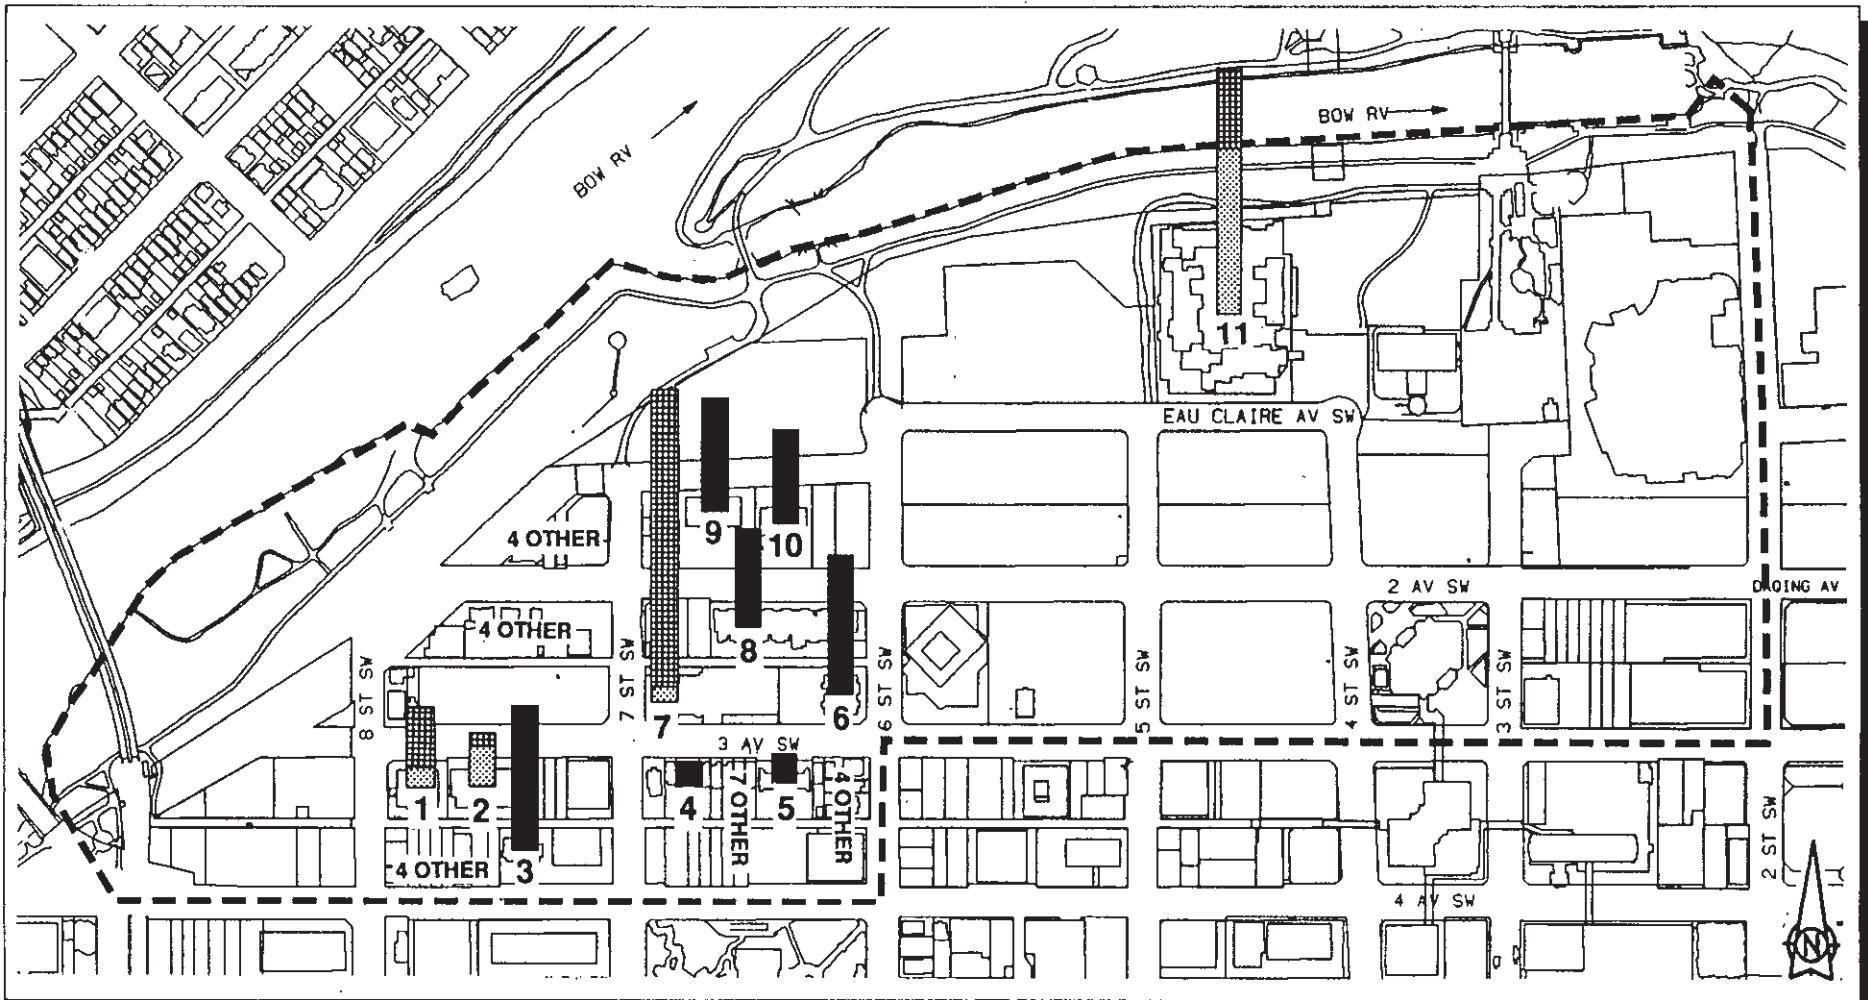 BOW RV
BOW RV
11
EAU CLAIRE AV SW
9
10
4 OTHER
2 AV SW
4 OTHER
8
8 ST SW
7 ST SW
7
6
6 ST SW
5 ST SW
4 ST SW
3 ST SW
3 AV SW
1
2
4
7 OTHER
5
4 OTHER
4 OTHER
3
2 ST SW
4 AV SW
N